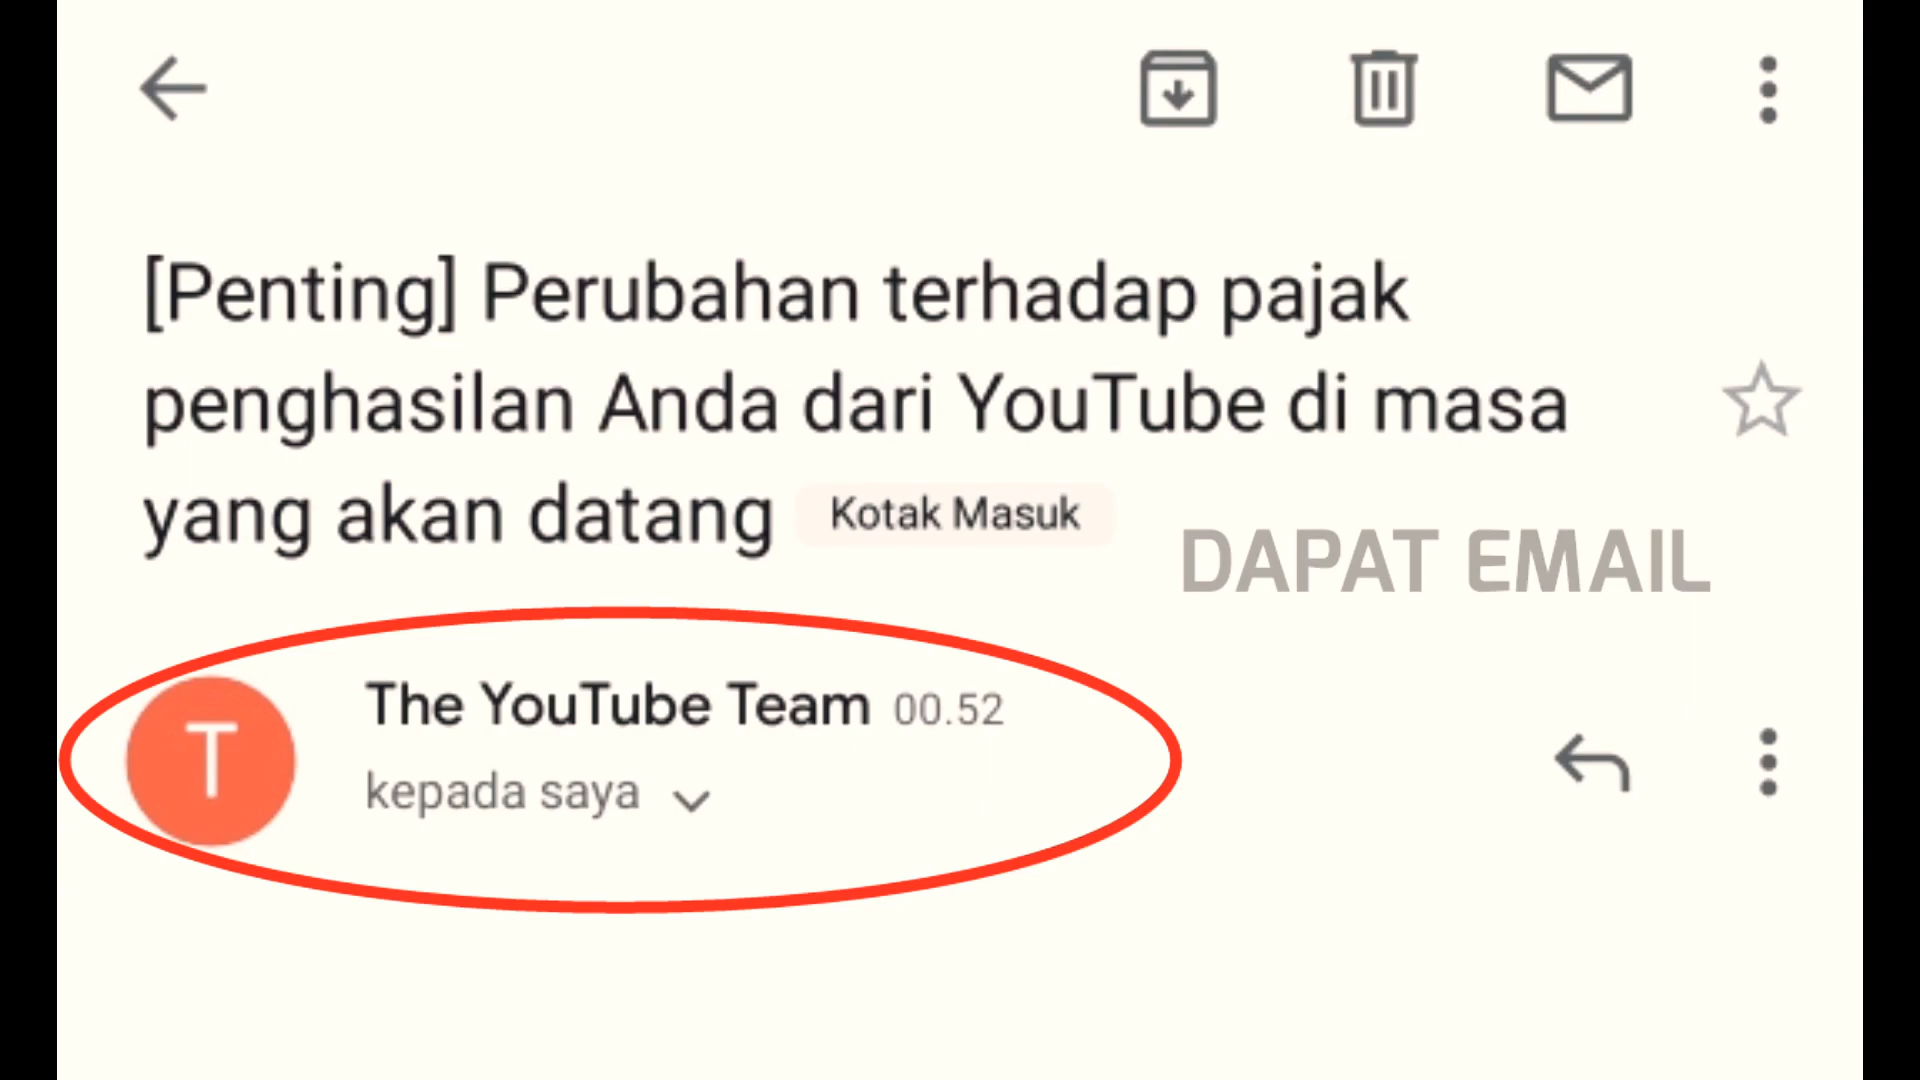 [Penting] Perubahan terhadap pajak
penghasilan Anda dari YouTube di masa
yang akan datang Kotak Masuk
DAPAT EMAIL
T
The YouTube Team 00.52
kepada saya